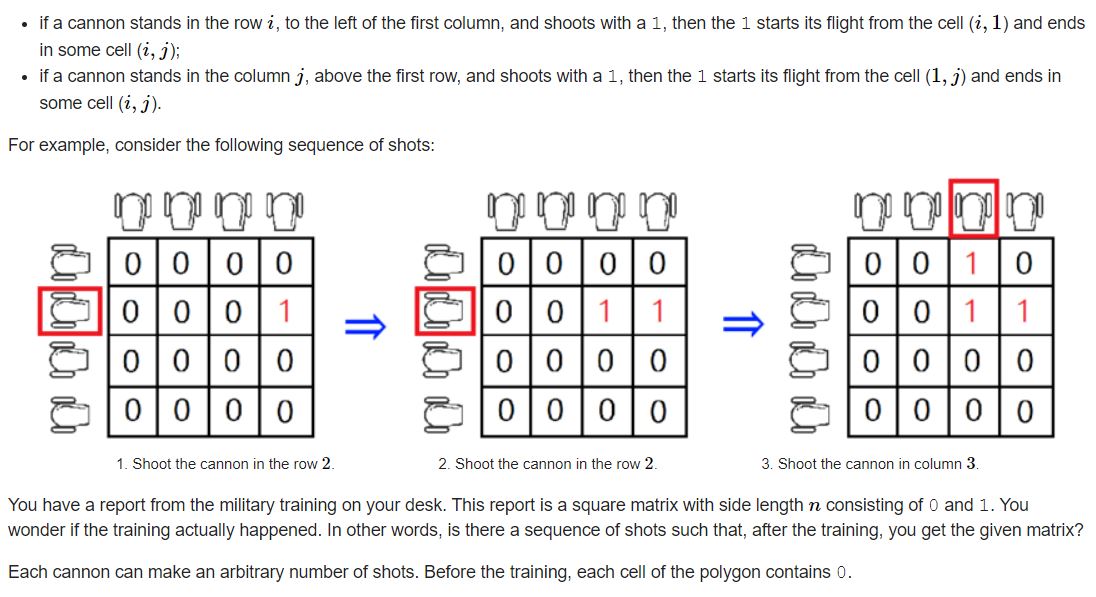 • if a cannon stands in the row i, to the left of the first column, and shoots with a 1, then the 1 starts its flight from the cell (i, 1) and ends
in some cell (i, j);
• if a cannon stands in the column j, above the first row, and shoots with a 1, then the 1 starts its flight from the cell (1, j) and ends in
some cell (i, j).
For example, consider the following sequence of shots:
0 0 0 0
0 0 0 1
0 0 0 0
0 0 0 0
1. Shoot the cannon in the row 2.
⇒
0 0 0 0
0 0 1 1
0 0 0 0
0 0 0 0
2. Shoot the cannon in the row 2.
⇒
0 0 1 0
0 0 1 1
0 0 0 0
0 0 0 0
3. Shoot the cannon in column 3.
You have a report from the military training on your desk. This report is a square matrix with side length n consisting of 0 and 1. You
wonder if the training actually happened. In other words, is there a sequence of shots such that, after the training, you get the given matrix?
Each cannon can make an arbitrary number of shots. Before the training, each cell of the polygon contains 0.